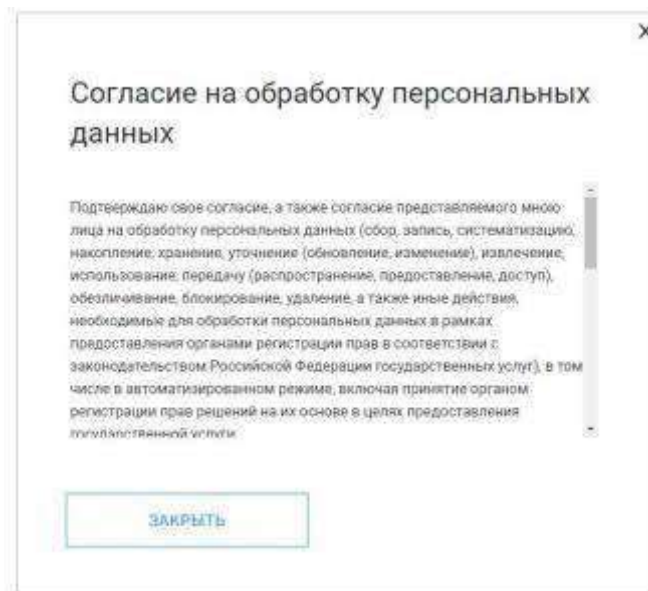 X
Согласие на обработку персональных
данных
Подтверждаю свое согласие, а также согласие представляемого мною
лица на обработку персональных данных (сбор, запись, систематизацию,
накопление, хранение, уточнение (обновление, изменение), извлечение,
использование, передачу (распространение, предоставление, доступ),
обезличивание, блокирование, удаление, а также иные действия,
необходимые для обработки персональных данных в рамках
предоставления органами регистрации прав в соответствии с
законодательством Российской Федерации государственных услуг), в том
числе в автоматизированном режиме, включая принятие органом
регистрации прав решений на их основе в целях предоставления
государственной услуги
ЗАКРЫТЬ